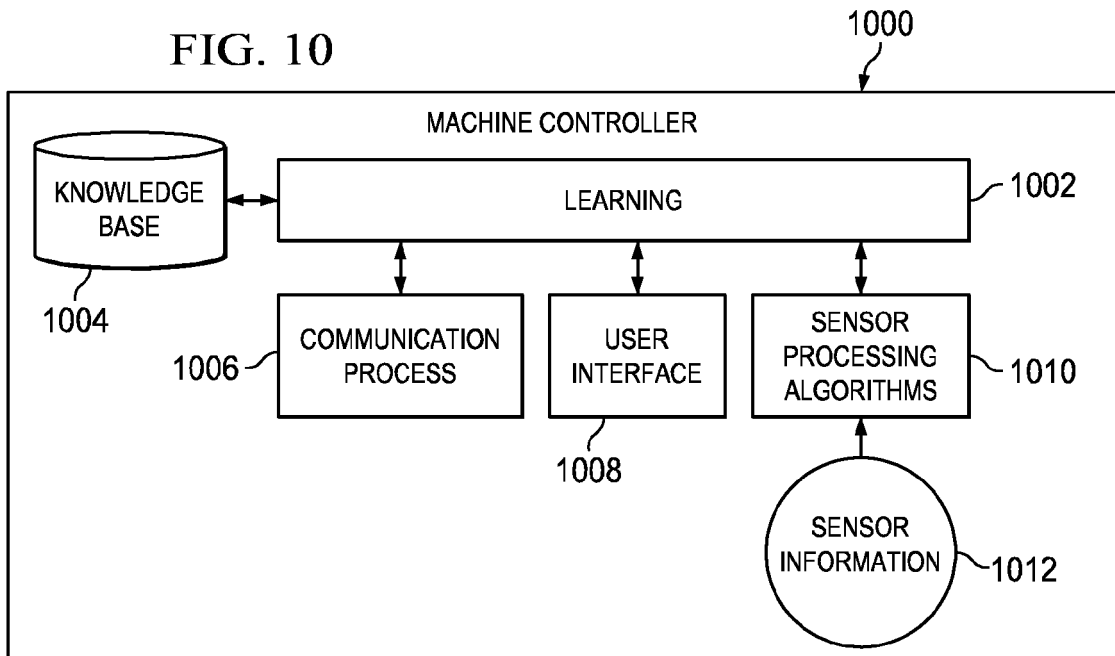 FIG. 10
1000
MACHINE CONTROLLER
KNOWLEDGE
BASE
LEARNING
1002
1004
1006
COMMUNICATION
PROCESS
USER
INTERFACE
1008
SENSOR
PROCESSING
ALGORITHMS
1010
SENSOR
INFORMATION
1012